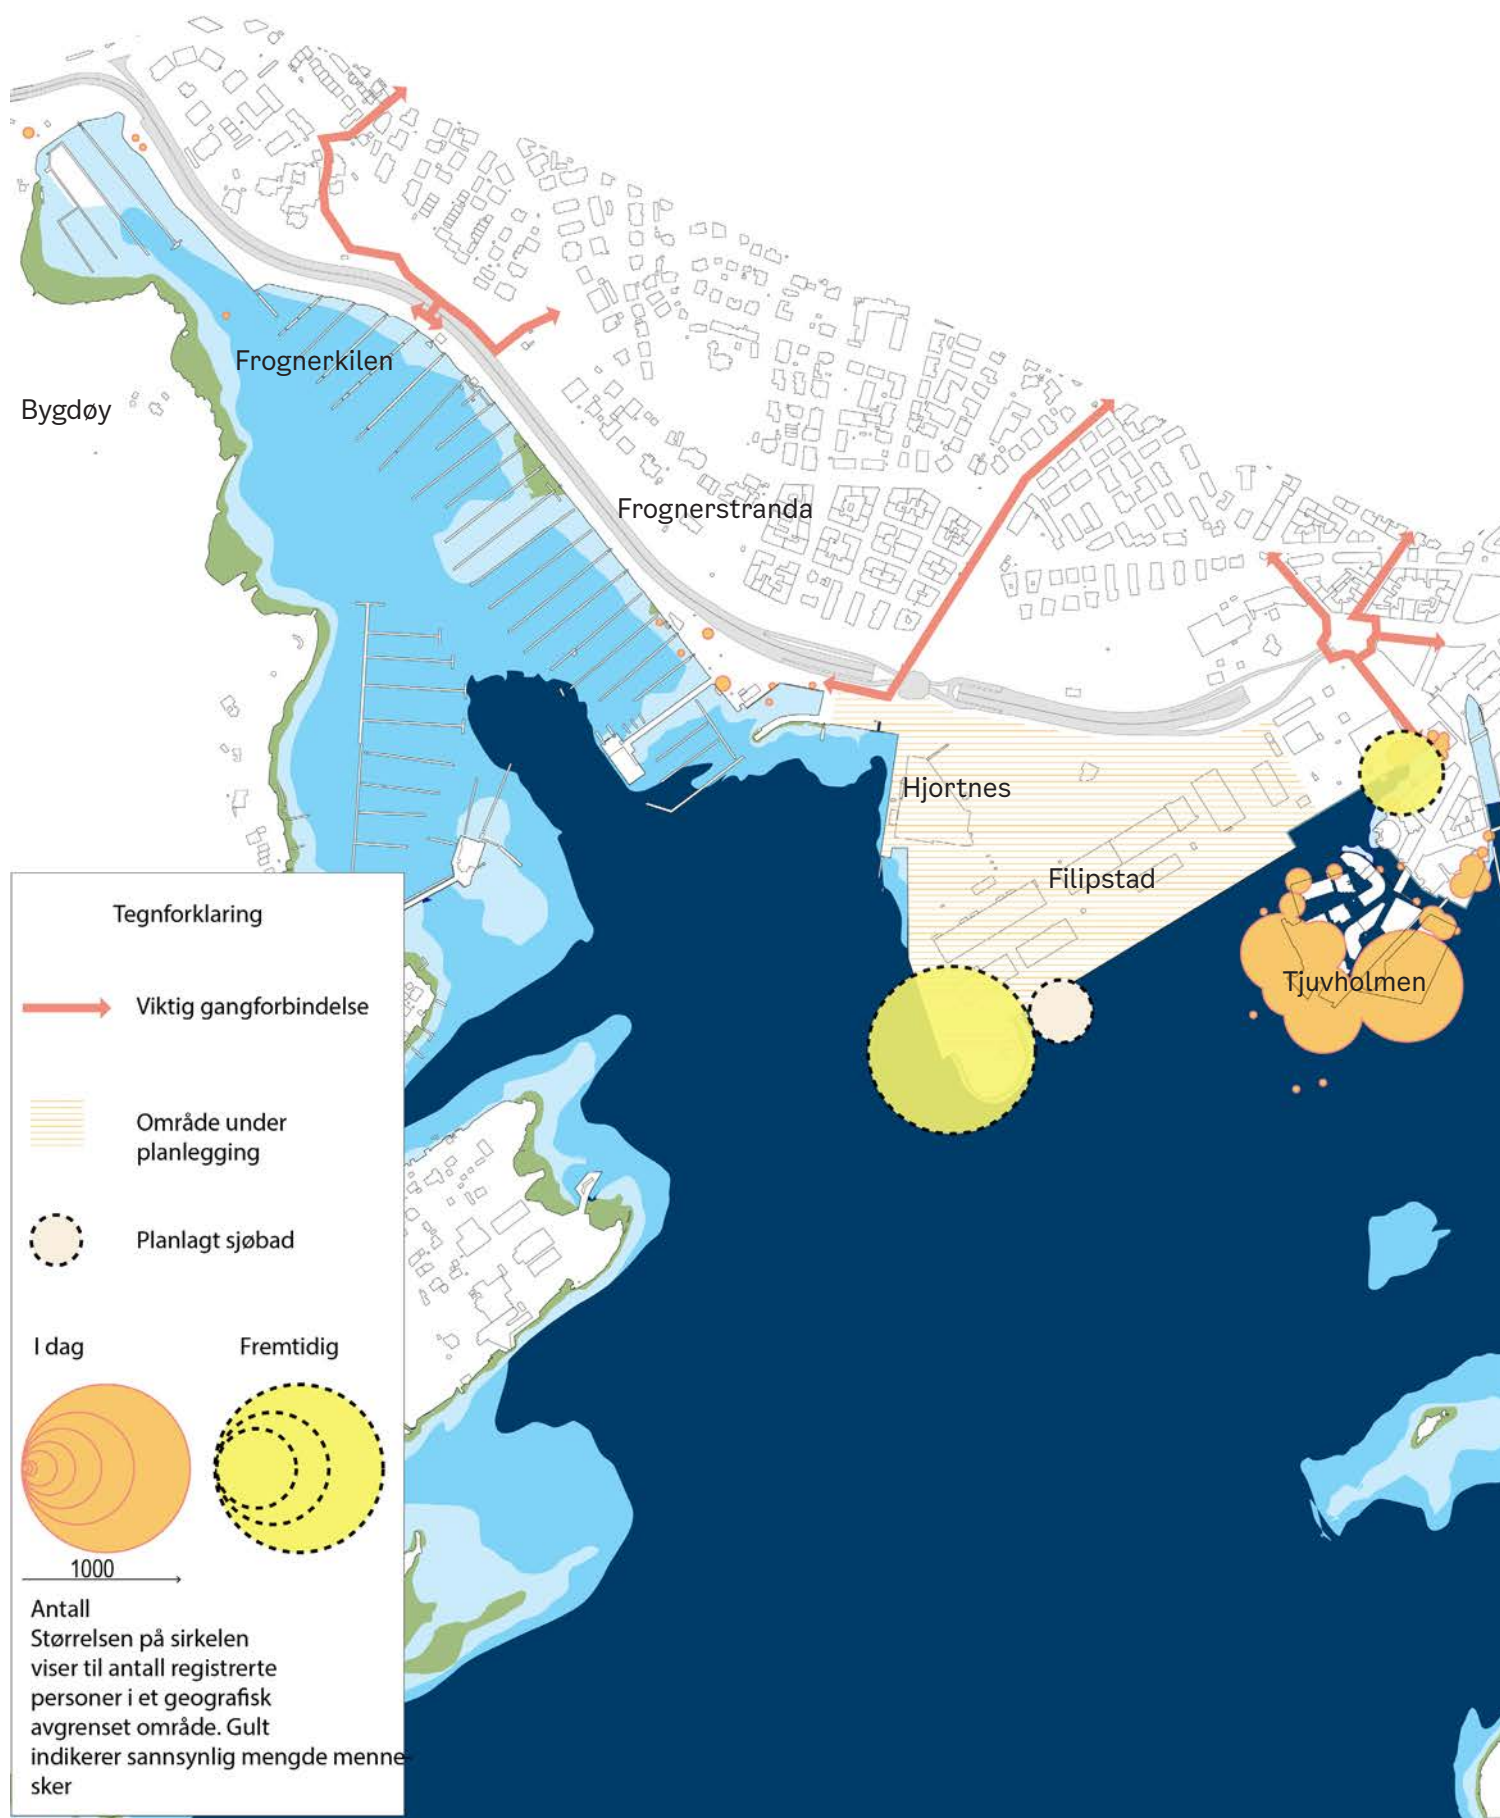 Frognerkilen
Bygdøy
Frognerstranda
Hjortnes
Filipstad
Tjuvholmen
Tegnforklaring
Viktig gangforbindelse
Område under
planlegging
Planlagt sjøbad
I dag
Fremtidig
1000
Antall
Størrelsen på sirkelen
viser til antall registrerte
personer i et geografisk
avgrenset område. Gult
indikerer sannsynlig mengde menne-
sker